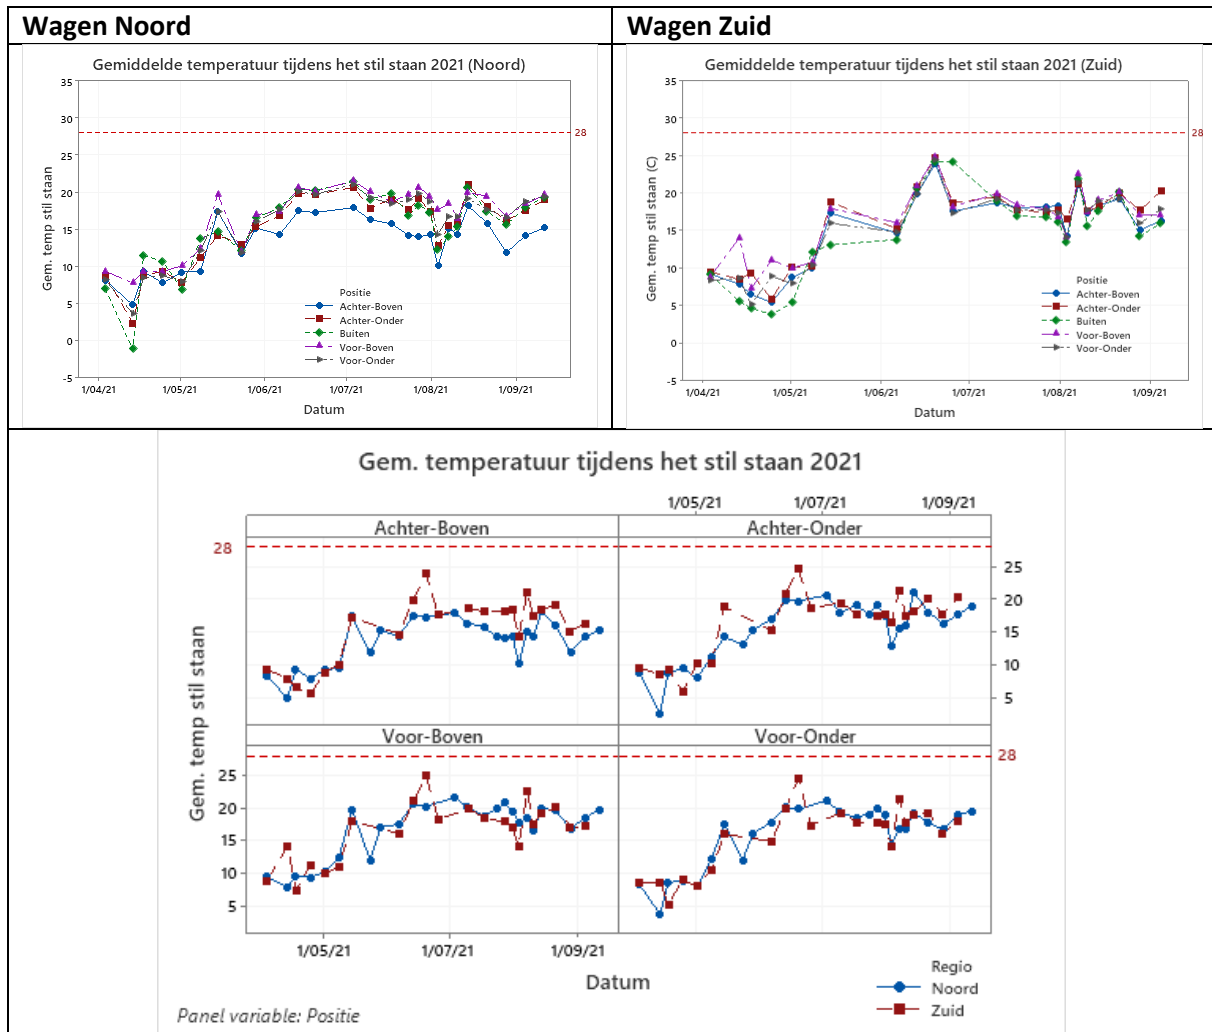 Wagen Noord
Wagen Zuid
Gemiddelde temperatuur tijdens het stil staan 2021 (Noord)
35
30
28
25
20
15
10
5
0
-5
Gem. temperatuur stil staan
Positie
Achter-Boven
Achter-Onder
Buiten
Voor-Boven
Voor-Onder
1/04/21 1/05/21 1/06/21 1/07/21 1/08/21 1/09/21
Datum
Gemiddelde temperatuur tijdens het stil staan 2021 (Zuid)
35
30
28
25
20
15
10
5
0
-5
Gem. temp stil staan (C)
Positie
Achter-Boven
Achter-Onder
Buiten
Voor-Boven
Voor-Onder
1/04/21 1/05/21 1/06/21 1/07/21 1/08/21 1/09/21
Datum
Gem. temperatuur tijdens het stil staan 2021
1/05/21 1/07/21 1/09/21
Achter-Boven Achter-Onder
28
25
20
15
10
5
Gem. temp stil staan
Voor-Boven Voor-Onder
28
25
20
15
10
5
1/05/21 1/07/21 1/09/21
Datum
Regio
Noord
Zuid
Panel variable: Positie